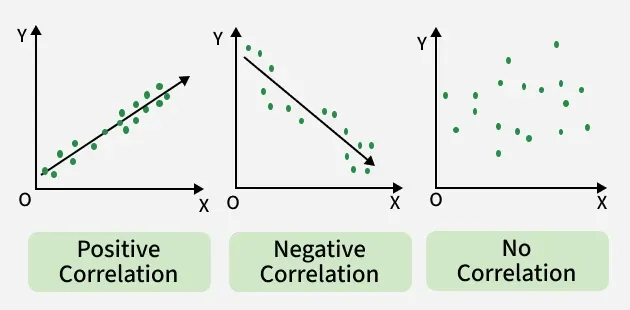 Y
O
X
Positive
Correlation
Y
O
X
Negative
Correlation
Y
O
X
No
Correlation